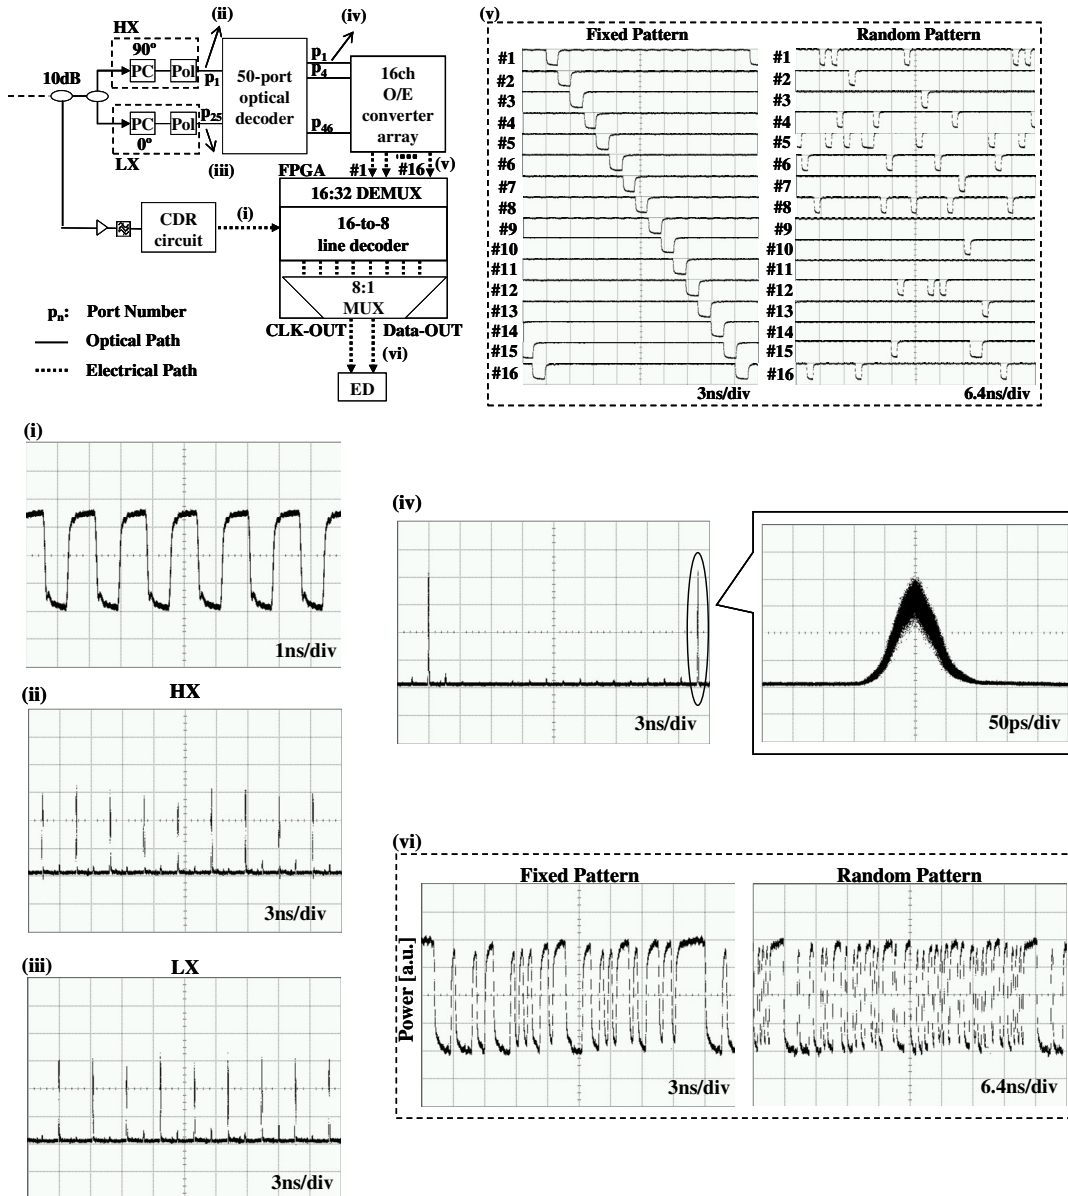 (ii)
HX
90º
PC
Pol
p1
10dB
p25
PC
Pol
0º
LX
(iii)
50-port
optical
decoder
(iv)
p1
p4
p46
16ch
O/E
converter
array
#1
#16
(v)
FPGA
16:32 DEMUX
16-to-8
line decoder
8:1
MUX
CLK-OUT
Data-OUT
(vi)
ED
CDR
circuit
(i)
pn: Port Number
Optical Path
Electrical Path
(v)
Fixed Pattern
#1
#2
#3
#4
#5
#6
#7
#8
#9
#10
#11
#12
#13
#14
#15
#16
3ns/div
Random Pattern
#1
#2
#3
#4
#5
#6
#7
#8
#9
#10
#11
#12
#13
#14
#15
#16
6.4ns/div
(i)
1ns/div
(ii)
HX
3ns/div
(iii)
LX
3ns/div
(iv)
3ns/div
50ps/div
(vi)
Fixed Pattern
Random Pattern
Power [a.u.]
3ns/div
6.4ns/div